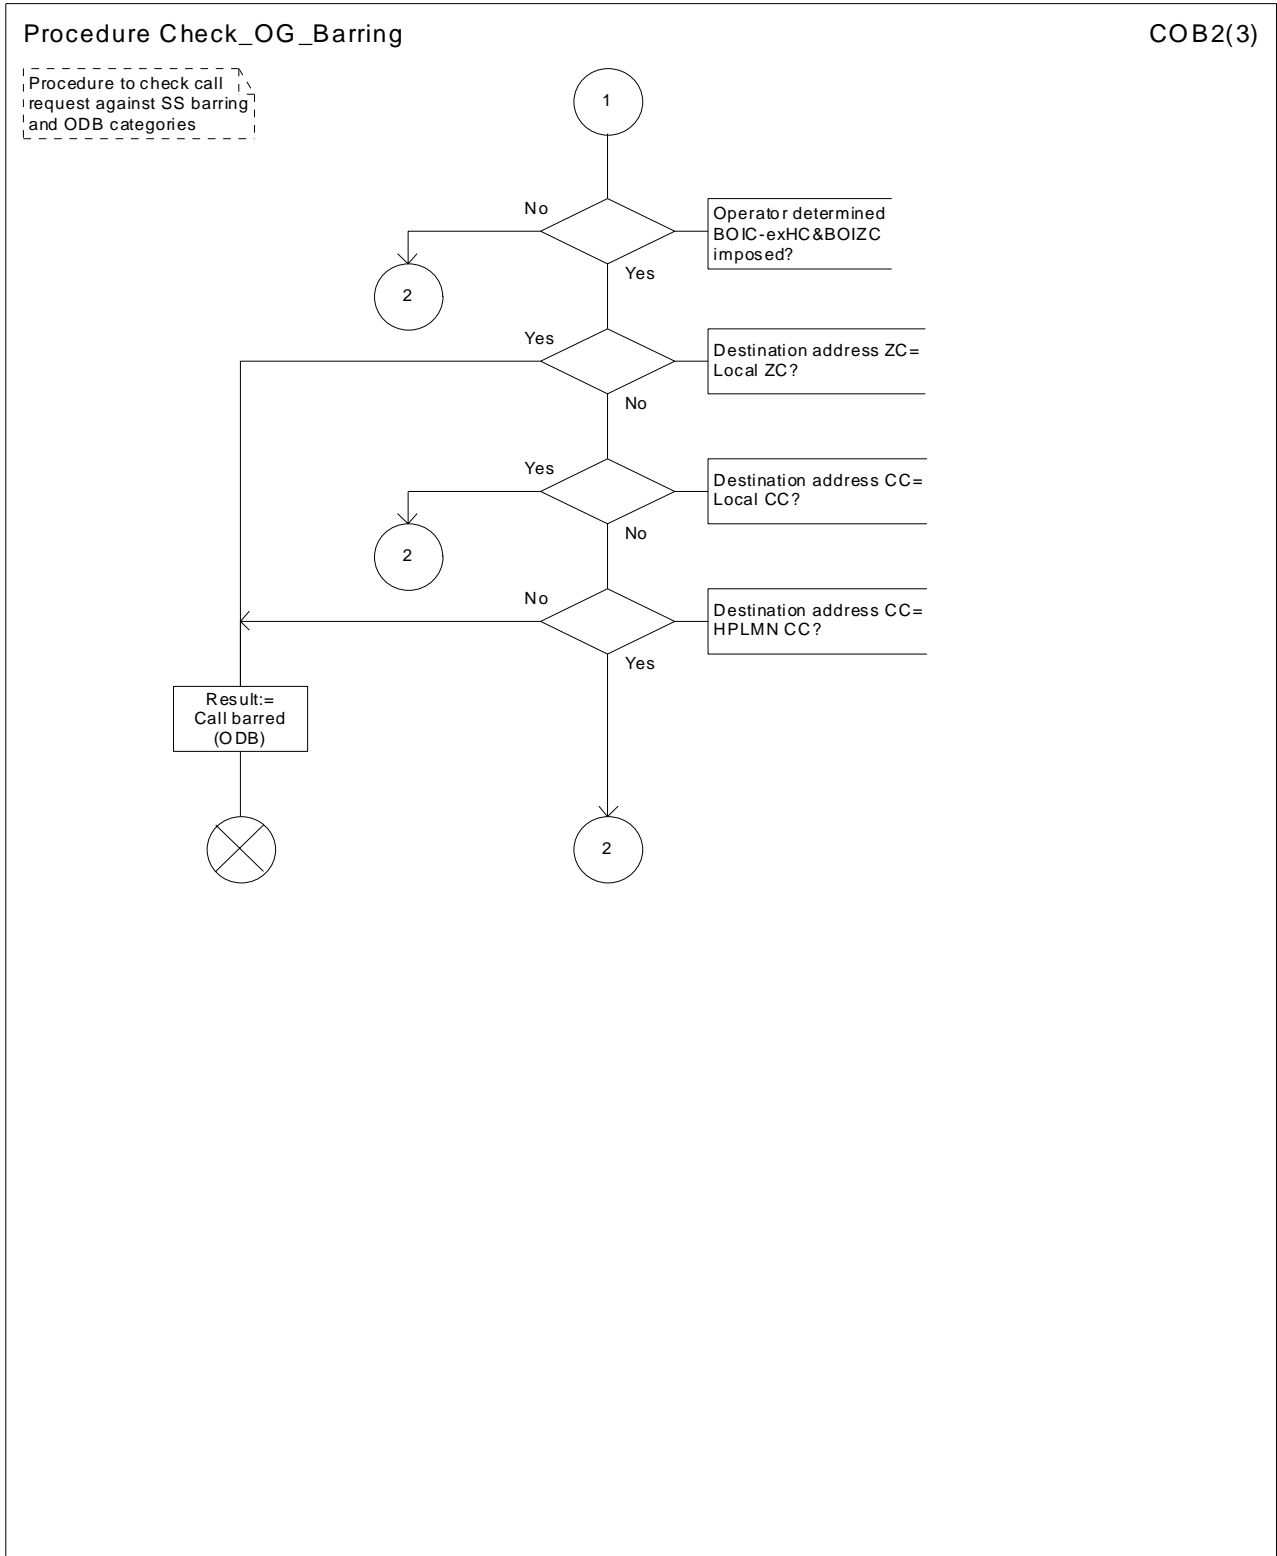 Procedure Check_OG_Barring
COB2(3)
Procedure to check call
request against SS barring
and ODB categories
1
No
Operator determined
BOIC-exHC&BOIZC
imposed?
Yes
2
Yes
Destination address ZC=
Local ZC?
No
Yes
Destination address CC=
Local CC?
No
2
No
Destination address CC=
HPLMN CC?
Yes
Result:=
Call barred
(ODB)
2